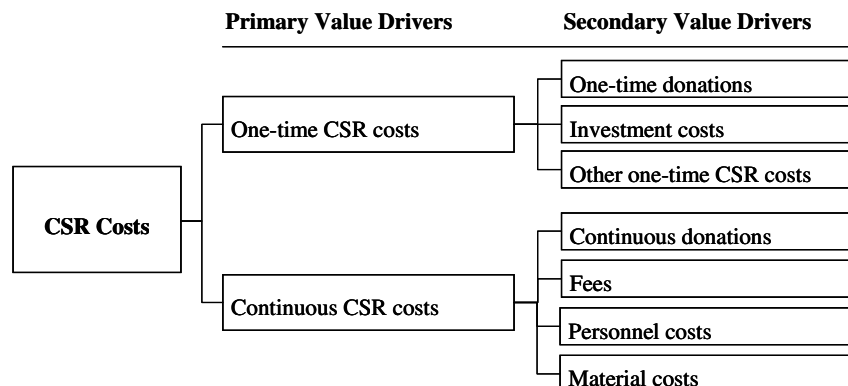 Primary Value Drivers
Secondary Value Drivers
One-time donations
One-time CSR costs
Investment costs
Other one-time CSR costs
CSR Costs
Continuous donations
Fees
Continuous CSR costs
Personnel costs
Material costs